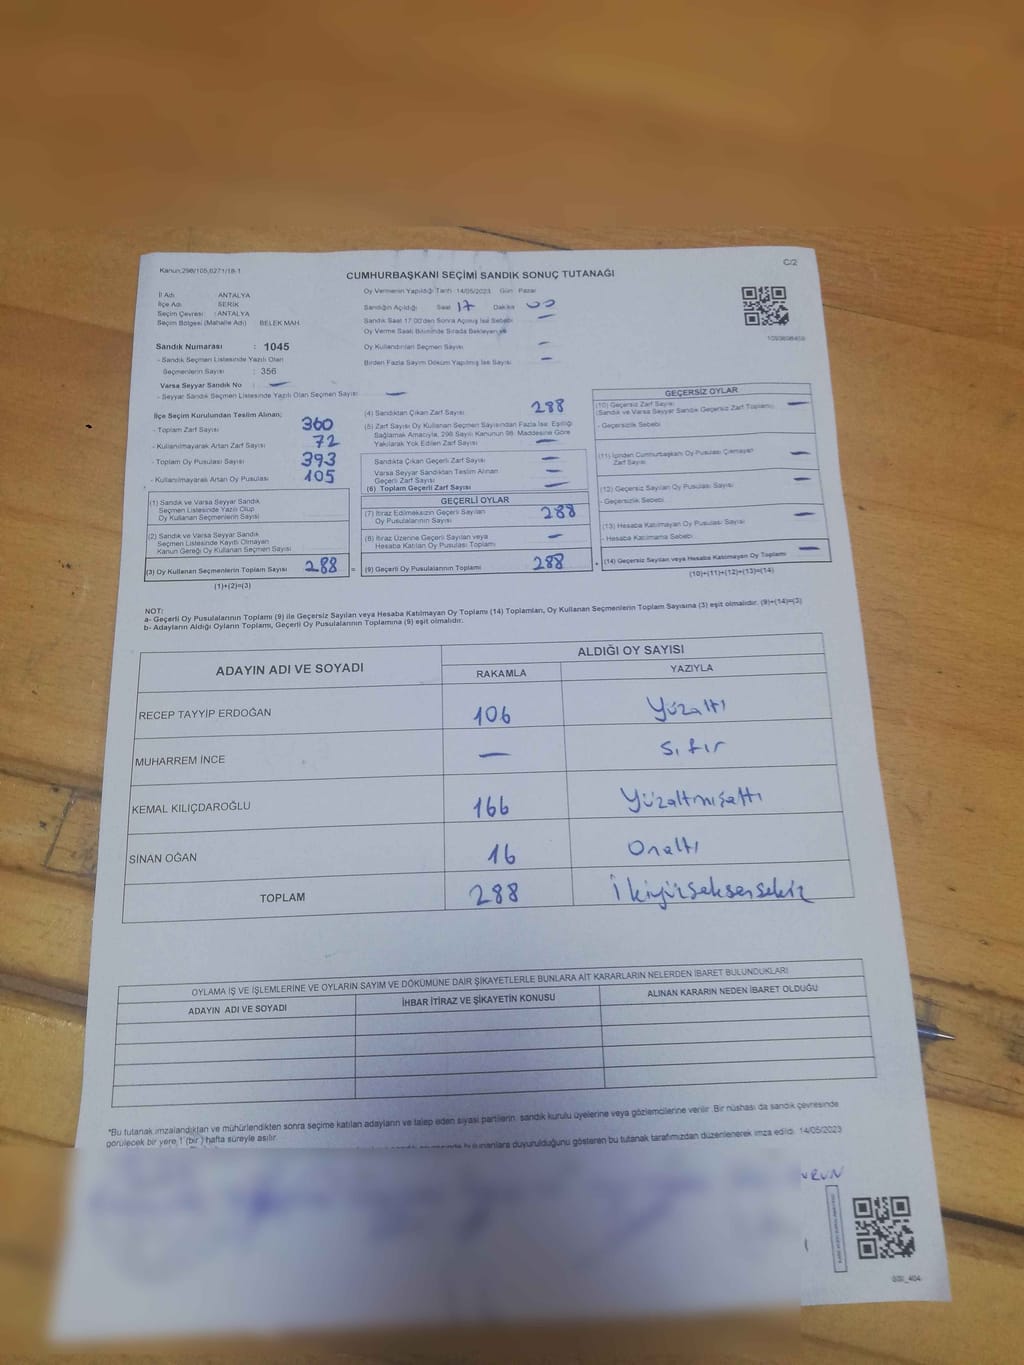 Kanun:298/105,6271/18-1
C/2
CUMHURBAŞKANI SEÇİMİ SANDIK SONUÇ TUTANAĞI
İl Adı ANTALYA
İlçe Adı SERİK
Seçim Çevresi : ANTALYA
Seçim Bölgesi (Mahalle Adı) BELEK MAH.
Oy Vermenin Yapıldığı Tarih :14/05/2023 Gün : Pazar
Sandığın Açıldığı Saat 17 Dakika 00
Sandık Saat 17:00'den Sonra Açılmış İse Sebebi
Oy Verme Saati Bitiminde Sırada Bekleyen ve
Oy Kullandırılan Seçmen Sayısı
Birden Fazla Sayım Döküm Yapılmış İse Sayısı
Sandık Numarası : 1045
- Sandık Seçmen Listesinde Yazılı Olan
Seçmenlerin Sayısı : 356
Varsa Seyyar Sandık No : —
- Seyyar Sandık Seçmen Listesinde Yazılı Olan Seçmen Sayısı —
İlçe Seçim Kurulundan Teslim Alınan;
- Toplam Zarf Sayısı 360
- Kullanılmayarak Artan Zarf Sayısı 72
- Toplam Oy Pusulası Sayısı 393
- Kullanılmayarak Artan Oy Pusulası 105
(1) Sandık ve Varsa Seyyar Sandık
Seçmen Listesinde Yazılı Olup
Oy Kullanan Seçmenlerin Sayısı
(2) Sandık ve Varsa Seyyar Sandık
Seçmen Listesinde Kayıtlı Olmayan
Kanun Gereği Oy Kullanan Seçmen Sayısı
(3) Oy Kullanan Seçmenlerin Toplam Sayısı 288 =
(1)+(2)=(3)
(4) Sandıktan Çıkan Zarf Sayısı 288
(5) Zarf Sayısı Oy Kullanan Seçmen Sayısından Fazla İse; Eşitliği
Sağlamak Amacıyla, 298 Sayılı Kanunun 98. Maddesine Göre
Yakılarak Yok Edilen Zarf Sayısı —
Sandıkta Çıkan Geçerli Zarf Sayısı —
Varsa Seyyar Sandıktan Teslim Alınan
Geçerli Zarf Sayısı —
(6) Toplam Geçerli Zarf Sayısı —
GEÇERLİ OYLAR
(7) İtiraz Edilmeksizin Geçerli Sayılan
Oy Pusulalarının Sayısı 288
(8) İtiraz Üzerine Geçerli Sayılan veya
Hesaba Katılan Oy Pusulası Toplamı —
(9) Geçerli Oy Pusulalarının Toplamı 288 +
GEÇERSİZ OYLAR
(10) Geçersiz Zarf Sayısı —
(Sandık ve Varsa Seyyar Sandık Geçersiz Zarf Toplamı)
- Geçersizlik Sebebi
(11) İçinden Cumhurbaşkanı Oy Pusulası Çıkmayan
Zarf Sayısı —
(12) Geçersiz Sayılan Oy Pusulası Sayısı —
- Geçersizlik Sebebi
(13) Hesaba Katılmayan Oy Pusulası Sayısı —
- Hesaba Katılmama Sebebi
(14) Geçersiz Sayılan veya Hesaba Katılmayan Oy Toplamı —
(10)+(11)+(12)+(13)=(14)
NOT:
a- Geçerli Oy Pusulalarının Toplamı (9) ile Geçersiz Sayılan veya Hesaba Katılmayan Oy Toplamı (14) Toplamları, Oy Kullanan Seçmenlerin Toplam Sayısına (3) eşit olmalıdır. (9)+(14)=(3)
b- Adayların Aldığı Oyların Toplamı, Geçerli Oy Pusulalarının Toplamına (9) eşit olmalıdır.
ADAYIN ADI VE SOYADI ALDIĞI OY SAYISI
RAKAMLA YAZIYLA
RECEP TAYYİP ERDOĞAN 106 Yüzaltı
MUHARREM İNCE — Sıfır
KEMAL KILIÇDAROĞLU 166 Yüzaltmışaltı
SİNAN OĞAN 16 Onaltı
TOPLAM 288 İkiyüzseksensekiz
OYLAMA İŞ VE İŞLEMLERİNE VE OYLARIN SAYIM VE DÖKÜMÜNE DAİR ŞİKAYETLERLE BUNLARA AİT KARARLARIN NELERDEN İBARET BULUNDUKLARI
ADAYIN ADI VE SOYADI İHBAR İTİRAZ VE ŞİKAYETİN KONUSU ALINAN KARARIN NEDEN İBARET OLDUĞU
*Bu tutanak imzalandıktan ve mühürlendikten sonra seçime katılan adayların ve talep eden siyasi partilerin, sandık kurulu üyelerine veya gözlemcilerine verilir. Bir nüshası da sandık çevresinde
görülecek bir yere 1 (bir ) hafta süreyle asılır.
bulunanlara duyurulduğunu gösteren bu tutanak tarafımızdan düzenlenerek imza edildi. 14/05/2023